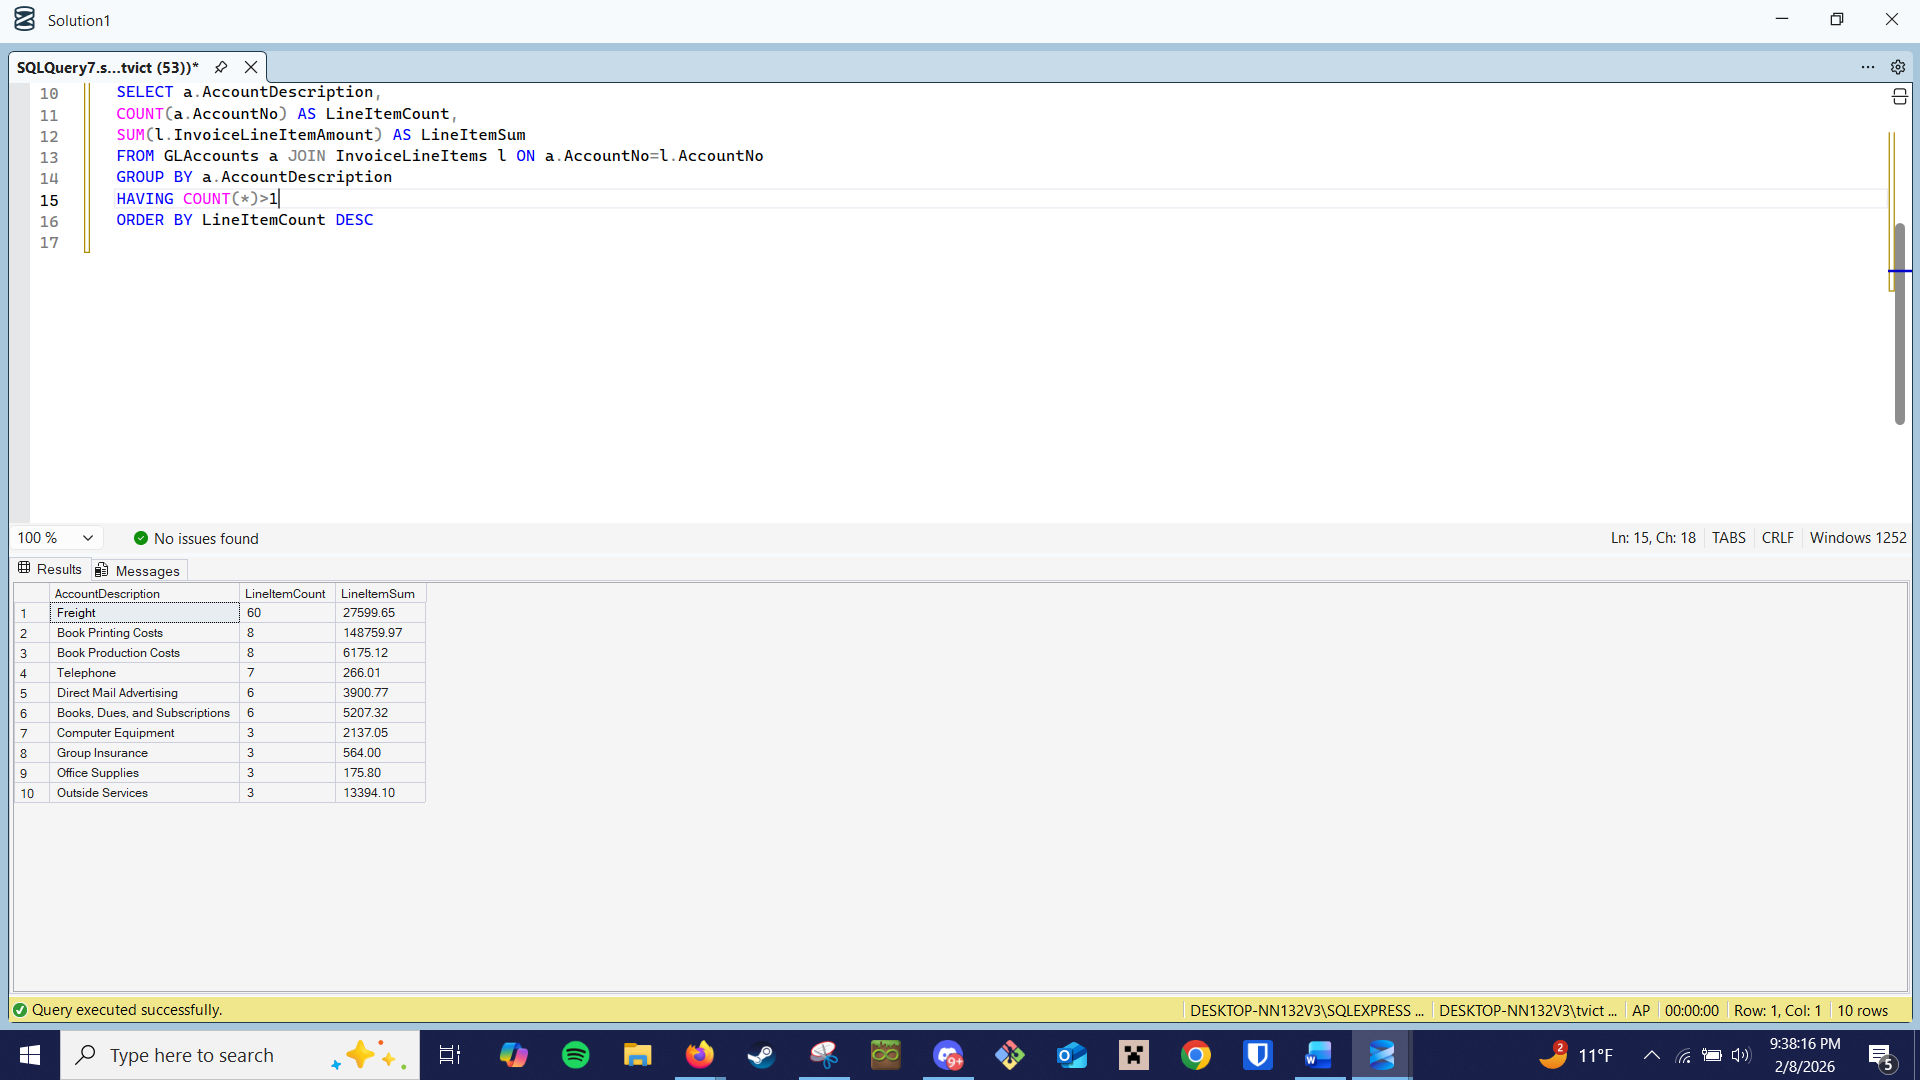 Solution1
SQLQuery7.s...tvict (53))*
10 SELECT a.AccountDescription,
11 COUNT(a.AccountNo) AS LineItemCount,
12 SUM(l.InvoiceLineItemAmount) AS LineItemSum
13 FROM GLAccounts a JOIN InvoiceLineItems l ON a.AccountNo=l.AccountNo
14 GROUP BY a.AccountDescription
15 HAVING COUNT(*)>1
16 ORDER BY LineItemCount DESC
17
100 % No issues found Ln: 15, Ch: 18 TABS CRLF Windows 1252
Results Messages
AccountDescription LineItemCount LineItemSum
1 Freight 60 27599.65
2 Book Printing Costs 8 148759.97
3 Book Production Costs 8 6175.12
4 Telephone 7 266.01
5 Direct Mail Advertising 6 3900.77
6 Books, Dues, and Subscriptions 6 5207.32
7 Computer Equipment 3 2137.05
8 Group Insurance 3 564.00
9 Office Supplies 3 175.80
10 Outside Services 3 13394.10
Query executed successfully. DESKTOP-NN132V3\SQLEXPRESS ... DESKTOP-NN132V3\tvict ... AP 00:00:00 Row: 1, Col: 1 10 rows
Type here to search 9+ W 2 11°F 9:38:16 PM 5
2/8/2026